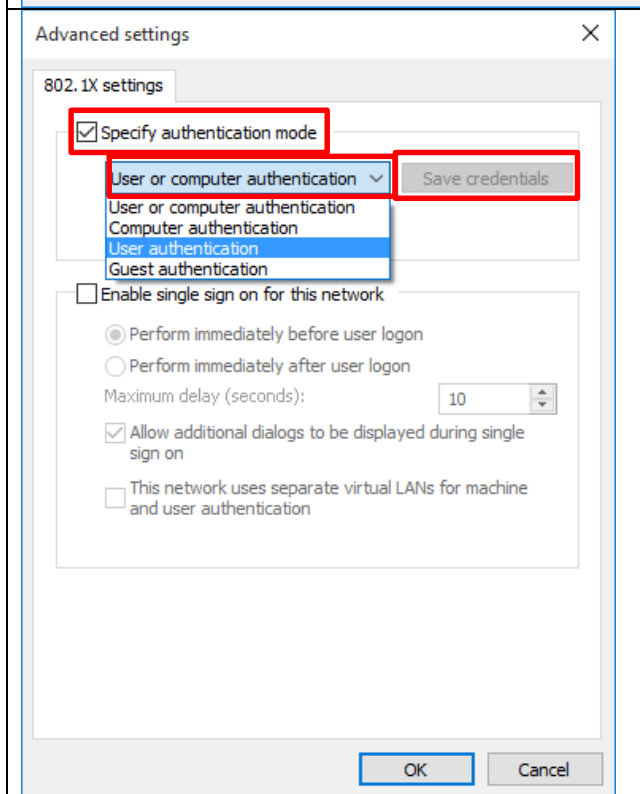 Advanced settings
802.1X settings
Specify authentication mode
User or computer authentication Save credentials
User or computer authentication
Computer authentication
User authentication
Guest authentication
Enable single sign on for this network
Perform immediately before user logon
Perform immediately after user logon
Maximum delay (seconds): 10
Allow additional dialogs to be displayed during single
sign on
This network uses separate virtual LANs for machine
and user authentication
OK Cancel